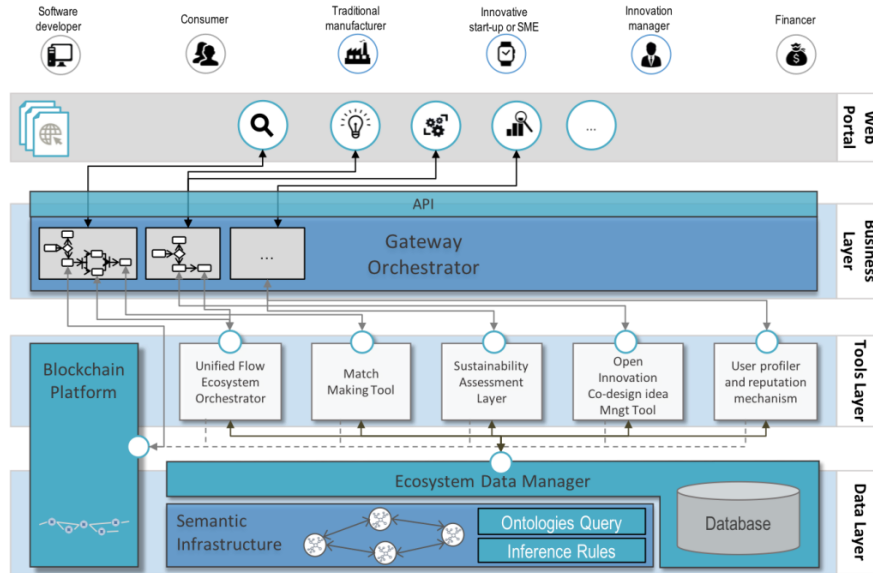 Software
developer
Consumer
Traditional
manufacturer
Innovative
start-up or SME
Innovation
manager
Financer
...
Web
Portal
API
Gateway
Orchestrator
...
Business
Layer
Blockchain
Platform
Unified Flow
Ecosystem
Orchestrator
Match
Making Tool
Sustainability
Assessment
Layer
Open
Innovation
Co-design idea
Mngt Tool
User profiler
and reputation
mechanism
Tools Layer
Ecosystem Data Manager
Semantic
Infrastructure
Ontologies Query
Inference Rules
Database
Data Layer